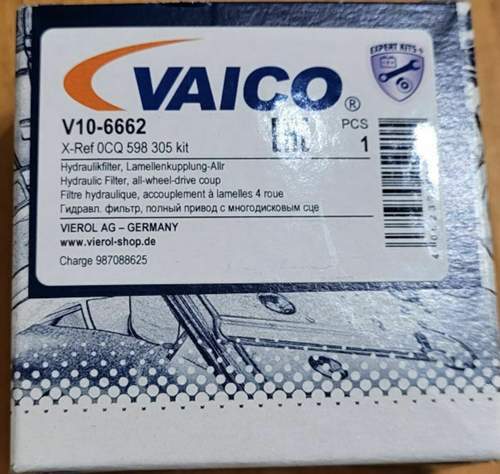 EXPERT KITS+
VAICO®
V10-6662
EAC PCS
X-Ref 0CQ 598 305 kit 1
Hydraulikfilter, Lamellenkupplung-Allr
Hydraulic Filter, all-wheel-drive coup
Filtre hydraulique, accouplement à lamelles 4 roue
Гидравл. фильтр, полный привод с многодисковым сце
VIEROL AG – GERMANY
www.vierol-shop.de
Charge 987088625